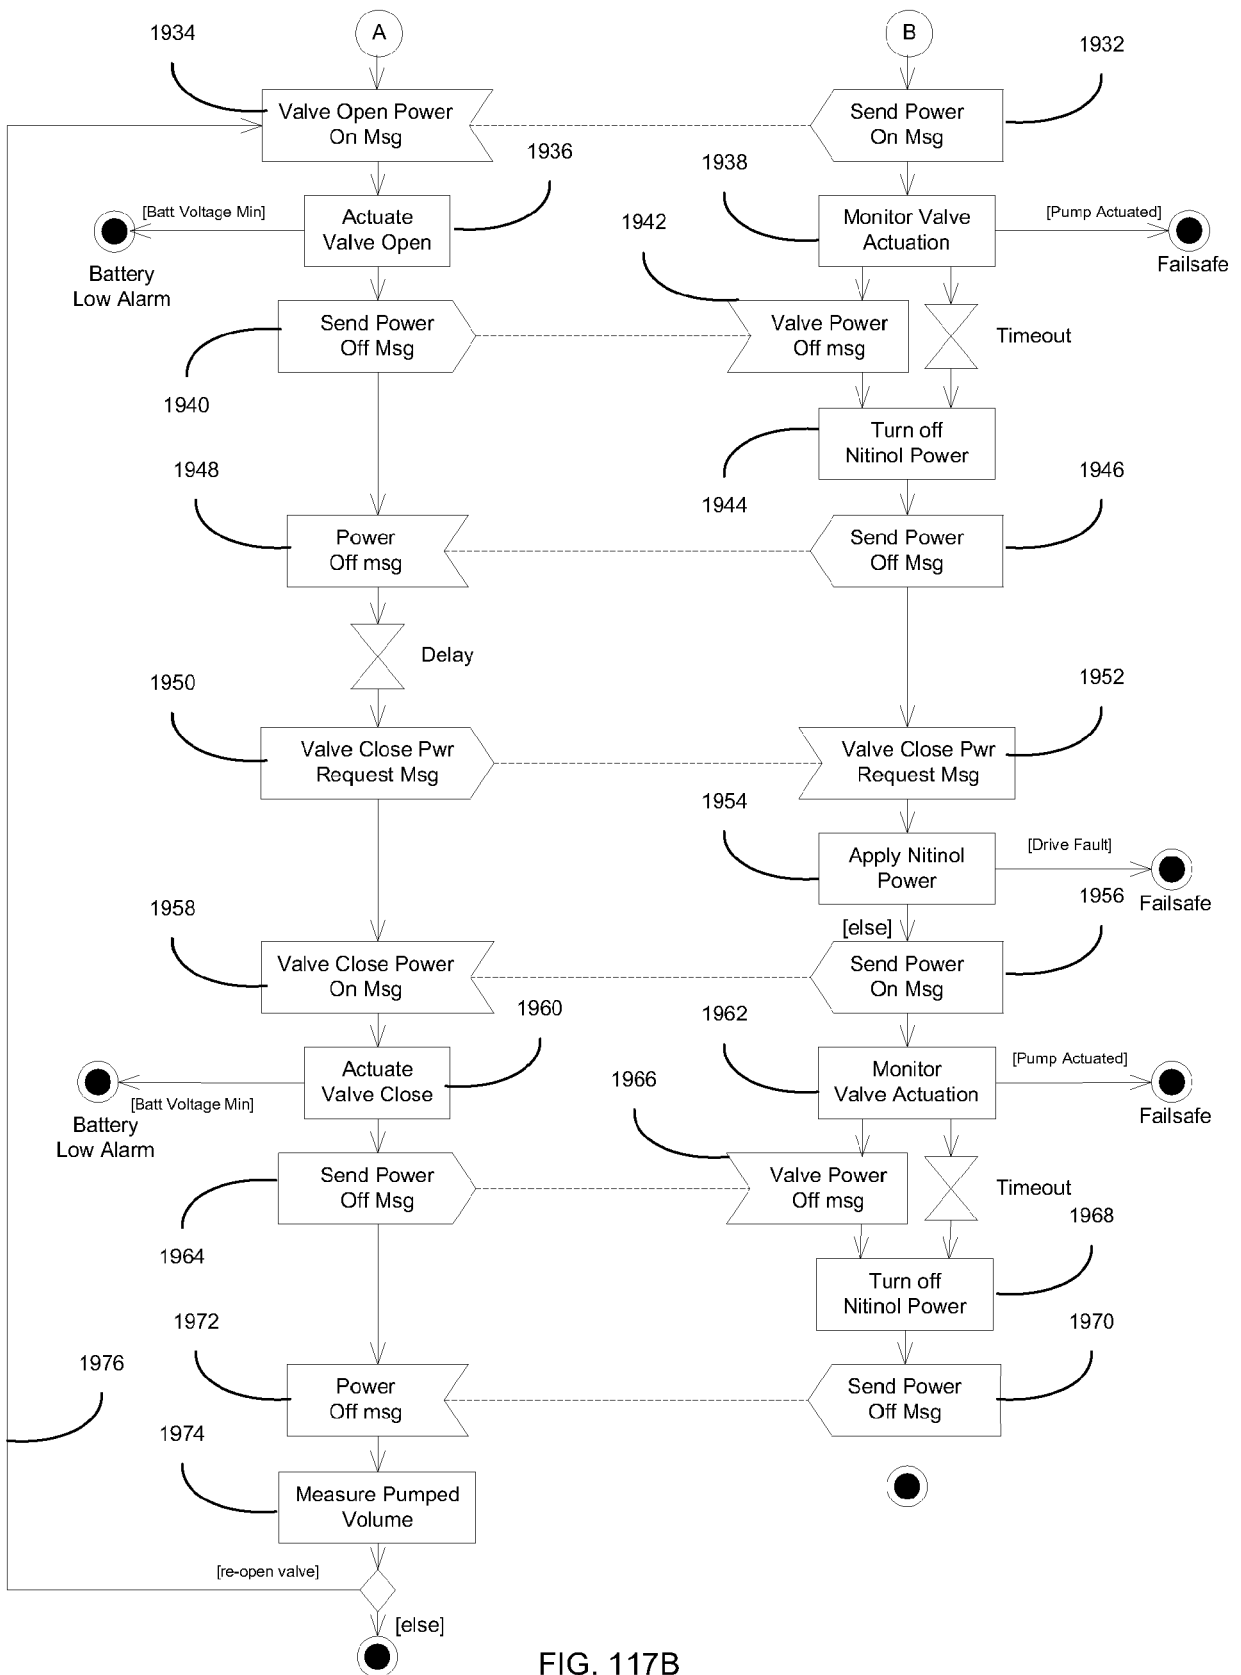 1934
A
B
1932
Valve Open Power
On Msg
Send Power
On Msg
1936
1938
[Batt Voltage Min]
Actuate
Valve Open
1942
Monitor Valve
Actuation
[Pump Actuated]
Battery
Low Alarm
Failsafe
Send Power
Off Msg
Valve Power
Off msg
Timeout
1940
Turn off
Nitinol Power
1948
1944
1946
Power
Off msg
Send Power
Off Msg
Delay
1950
1952
Valve Close Pwr
Request Msg
Valve Close Pwr
Request Msg
1954
Apply Nitinol
Power
[Drive Fault]
Failsafe
1958
[else]
1956
Valve Close Power
On Msg
Send Power
On Msg
1960
1962
Actuate
Valve Close
1966
Monitor
Valve Actuation
[Pump Actuated]
[Batt Voltage Min]
Battery
Low Alarm
Failsafe
Send Power
Off Msg
Valve Power
Off msg
Timeout
1964
1968
Turn off
Nitinol Power
1972
1970
1976
Power
Off msg
Send Power
Off Msg
1974
Measure Pumped
Volume
[re-open valve]
[else]
FIG. 117B